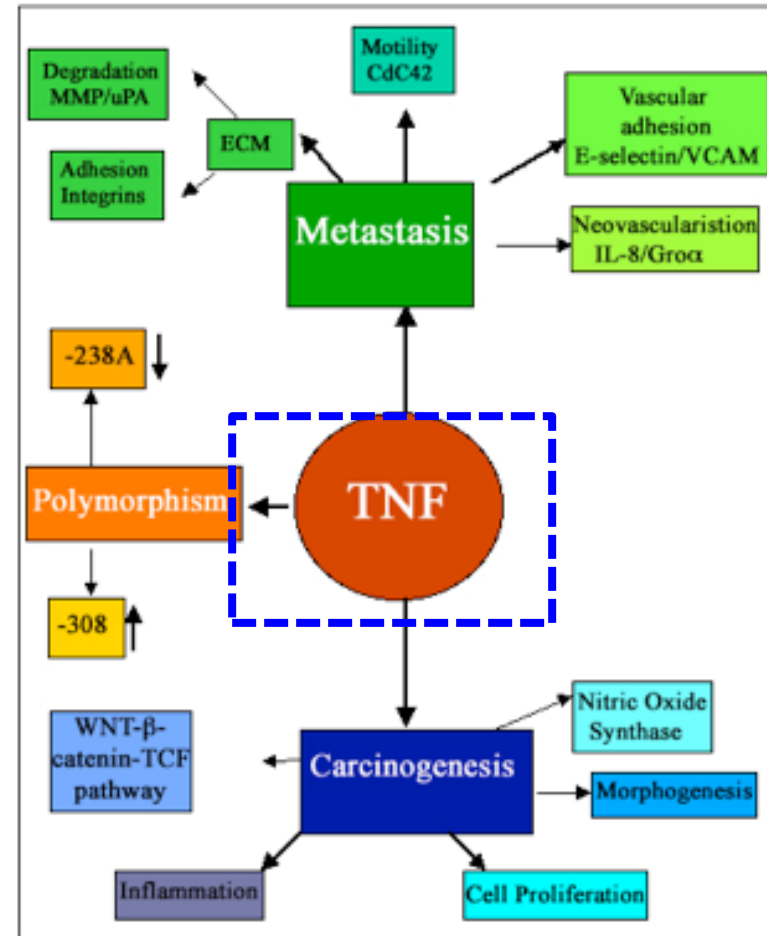 Motility
CdC42
Degradation
MMP/uPA
Vascular
adhesion
E-selectin/VCAM
ECM
Adhesion
Integrins
Metastasis
Neovascularistion
IL-8/Groα
-238A
Polymorphism
TNF
-308
Nitric Oxide
Synthase
WNT-β-
catenin-TCF
pathway
Carcinogenesis
Morphogenesis
Inflammation
Cell Proliferation